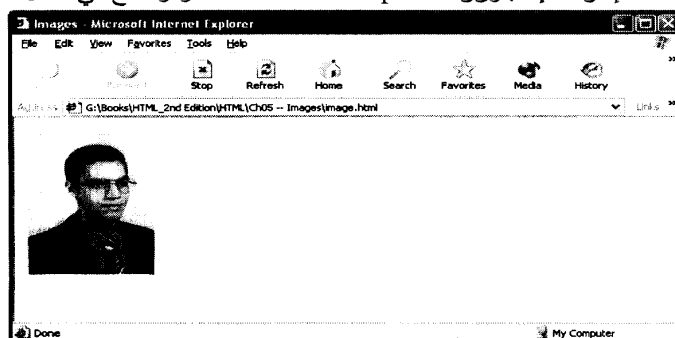 Images - Microsoft Internet Explorer
File Edit View Favorites Tools Help
Stop Refresh Home Search Favorites Media History
Address G:\Books\HTML_2nd Edition\HTML\Ch05 -- Images\image.html Links
Done My Computer